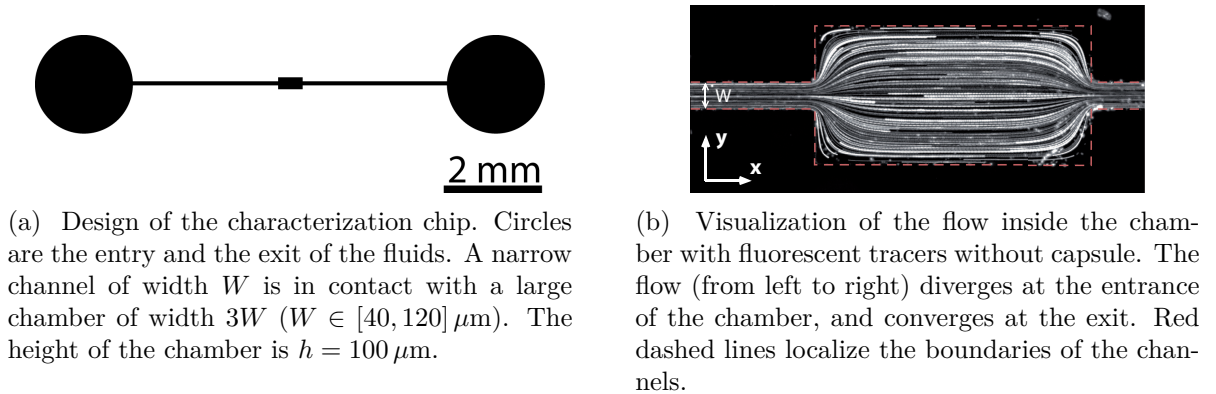 2 mm
(a) Design of the characterization chip. Circles
are the entry and the exit of the fluids. A narrow
channel of width W is in contact with a large
chamber of width 3W (W ∈ [40, 120] μm). The
height of the chamber is h = 100 μm.
W
y
x
(b) Visualization of the flow inside the cham-
ber with fluorescent tracers without capsule. The
flow (from left to right) diverges at the entrance
of the chamber, and converges at the exit. Red
dashed lines localize the boundaries of the chan-
nels.